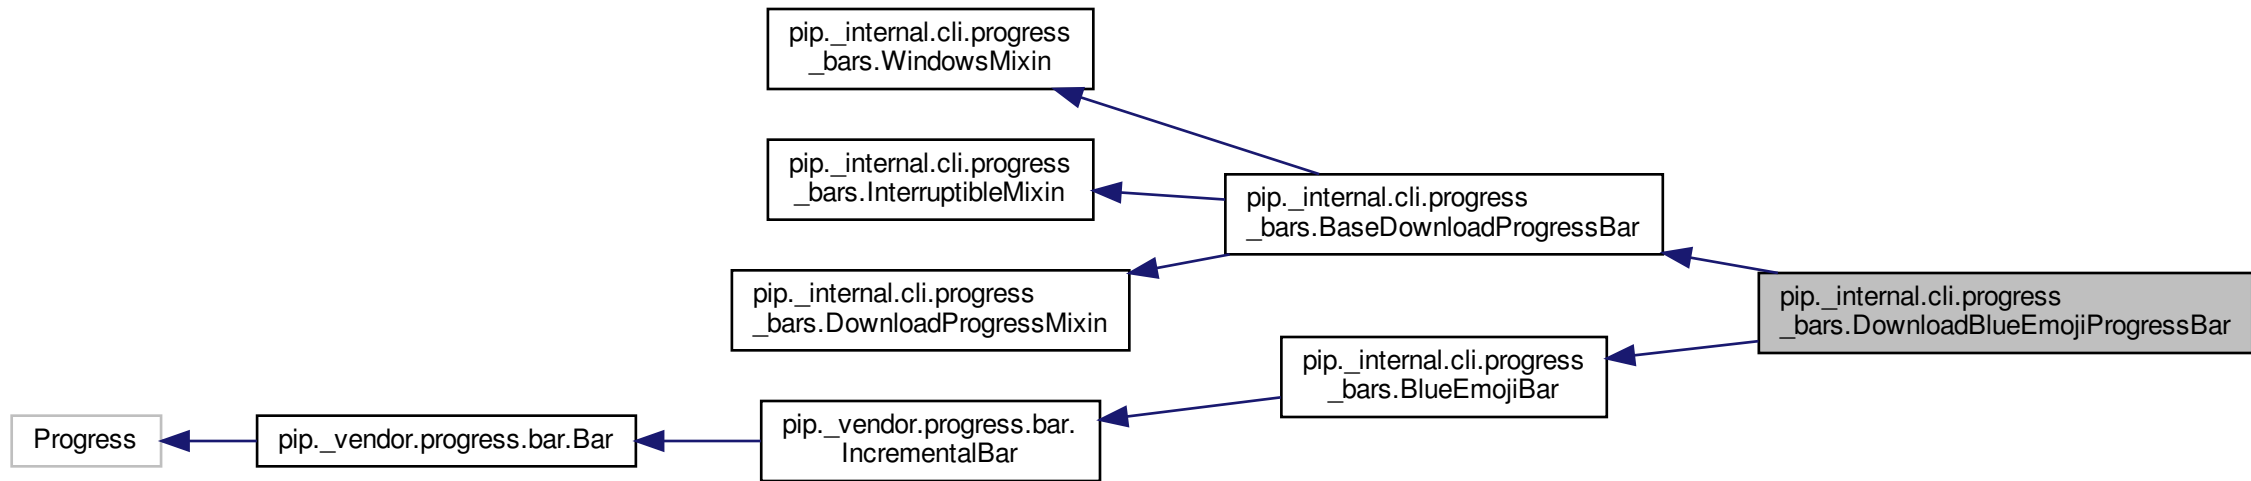 pip._internal.cli.progress
_bars.WindowsMixin
pip._internal.cli.progress
_bars.InterruptibleMixin
pip._internal.cli.progress
_bars.BaseDownloadProgressBar
pip._internal.cli.progress
_bars.DownloadProgressMixin
pip._internal.cli.progress
_bars.DownloadBlueEmojiProgressBar
pip._internal.cli.progress
_bars.BlueEmojiBar
Progress
pip._vendor.progress.bar.Bar
pip._vendor.progress.bar.
IncrementalBar